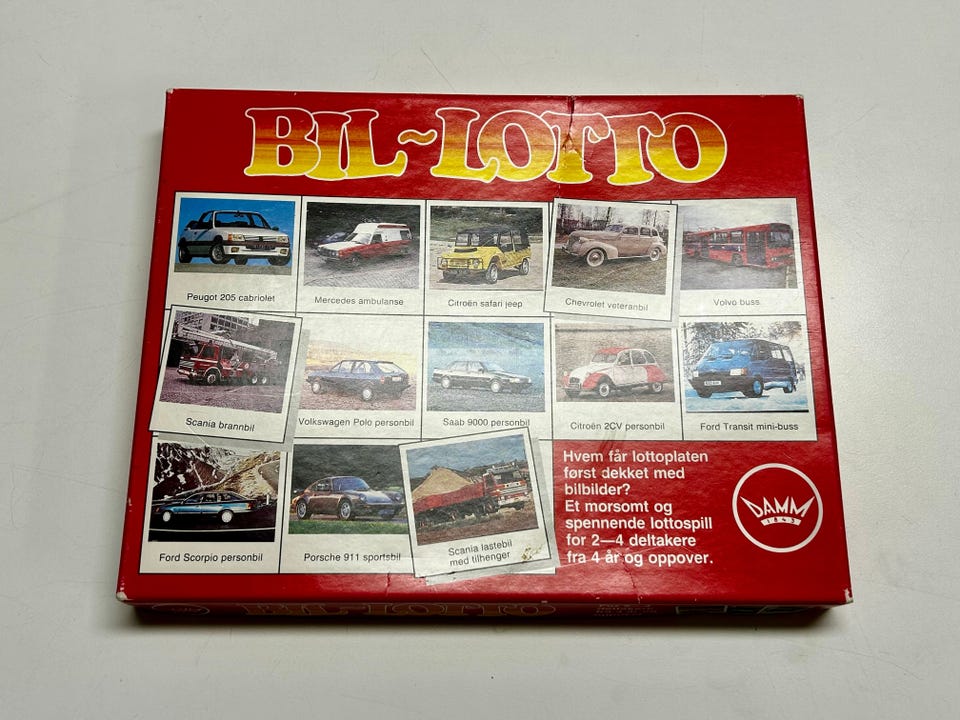 BIL~LOTTO
Peugot 205 cabriolet
Mercedes ambulanse
Citroën safari jeep
Chevrolet veteranbil
Volvo buss
Scania brannbil
Volkswagen Polo personbil
Saab 9000 personbil
Citroën 2CV personbil
Ford Transit mini-buss
Ford Scorpio personbil
Porsche 911 sportsbil
Scania lastebil
med tilhenger
Hvem får lottoplaten
først dekket med
bilbilder?
Et morsomt og
spennende lottospill
for 2—4 deltakere
fra 4 år og oppover.
DAMM
1843
BIL~LOTTO